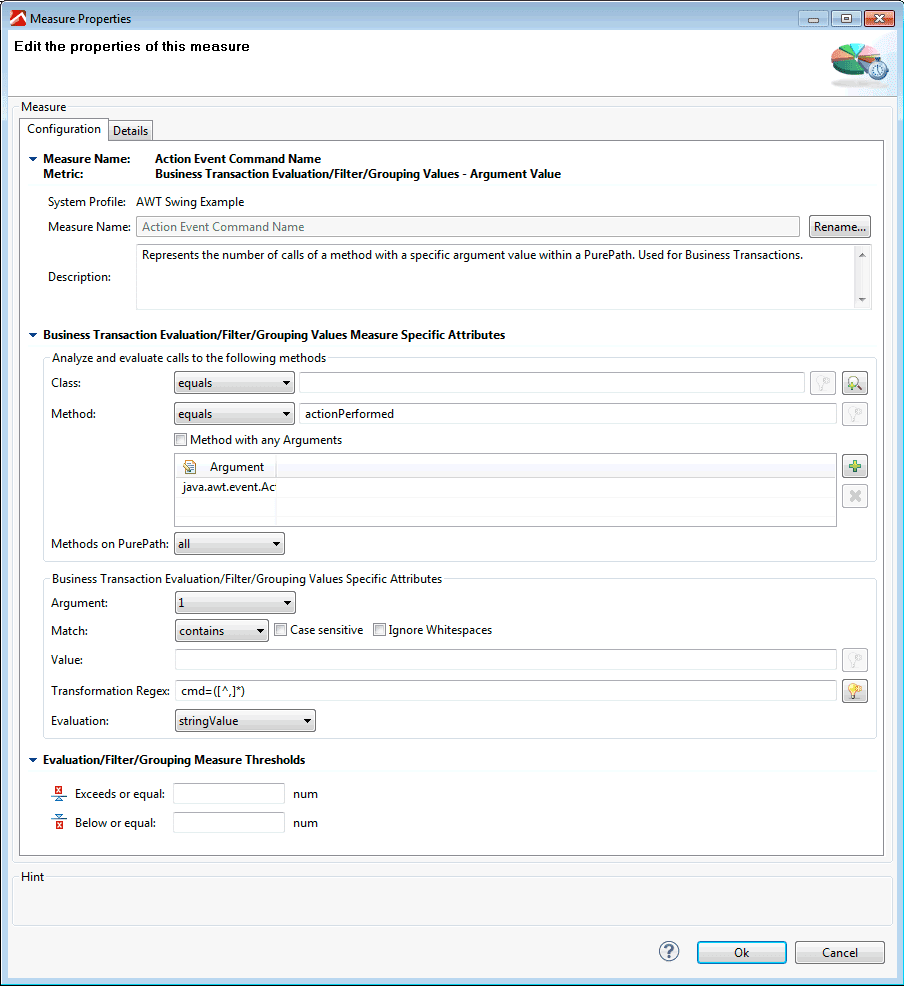 Measure Properties
Edit the properties of this measure
Measure
Configuration Details
Measure Name: Action Event Command Name
Metric: Business Transaction Evaluation/Filter/Grouping Values - Argument Value
System Profile: AWT Swing Example
Measure Name: Action Event Command Name Rename...
Description: Represents the number of calls of a method with a specific argument value within a PurePath. Used for Business Transactions.
Business Transaction Evaluation/Filter/Grouping Values Measure Specific Attributes
Analyze and evaluate calls to the following methods
Class: equals
Method: equals actionPerformed
Method with any Arguments
Argument
java.awt.event.Ac
Methods on PurePath: all
Business Transaction Evaluation/Filter/Grouping Values Specific Attributes
Argument: 1
Match: contains Case sensitive Ignore Whitespaces
Value:
Transformation Regex: cmd=([^,]*)
Evaluation: stringValue
Evaluation/Filter/Grouping Measure Thresholds
Exceeds or equal: num
Below or equal: num
Hint
? Ok Cancel